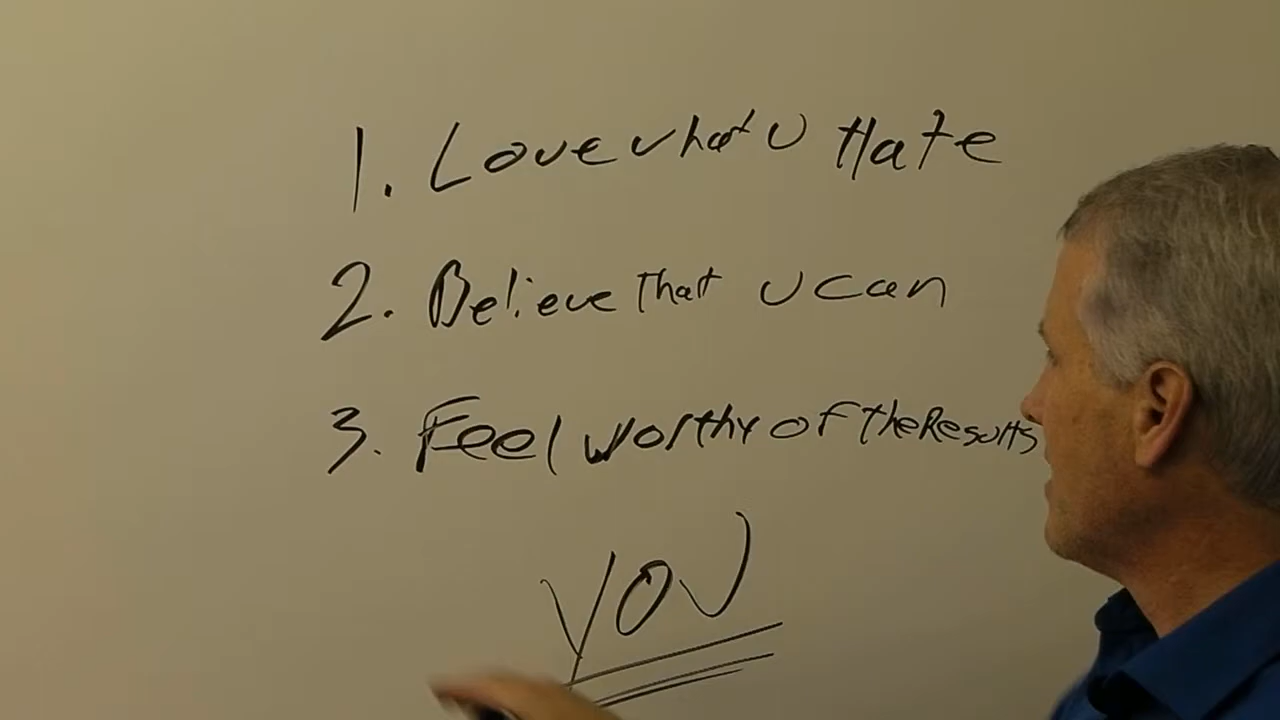 1. Love what U Hate
2. Believe that U can
3. Feel worthy of the Results
YOU